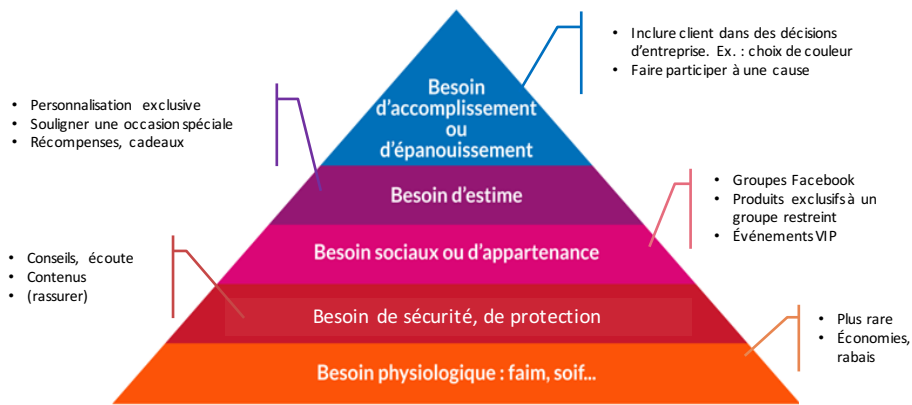 • Inclure client dans des décisions
d'entreprise. Ex. : choix de couleur
• Faire participer à une cause
Besoin
d'accomplissement
ou
d'épanouissement
• Personnalisation exclusive
• Souligner une occasion spéciale
• Récompenses, cadeaux
Besoin d'estime
• Groupes Facebook
• Produits exclusifs à un
groupe restreint
• Événements VIP
Besoin sociaux ou d'appartenance
• Conseils, écoute
• Contenus
• (rassurer)
Besoin de sécurité, de protection
• Plus rare
• Économies,
rabais
Besoin physiologique : faim, soif...